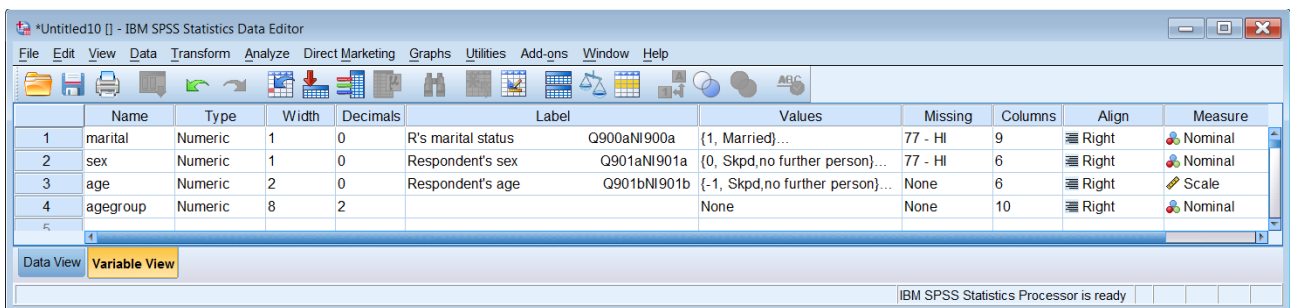 *Untitled10 [] - IBM SPSS Statistics Data Editor
File Edit View Data Transform Analyze Direct Marketing Graphs Utilities Add-ons Window Help
Name Type Width Decimals Label Values Missing Columns Align Measure
1 marital Numeric 1 0 R's marital status Q900aNI900a {1, Married}... 77 - HI 9 Right Nominal
2 sex Numeric 1 0 Respondent's sex Q901aNI901a {0, Skpd,no further person}... 77 - HI 6 Right Nominal
3 age Numeric 2 0 Respondent's age Q901bNI901b {-1, Skpd,no further person}... None 6 Right Scale
4 agegroup Numeric 8 2 None None 10 Right Nominal
5
Data View Variable View
IBM SPSS Statistics Processor is ready